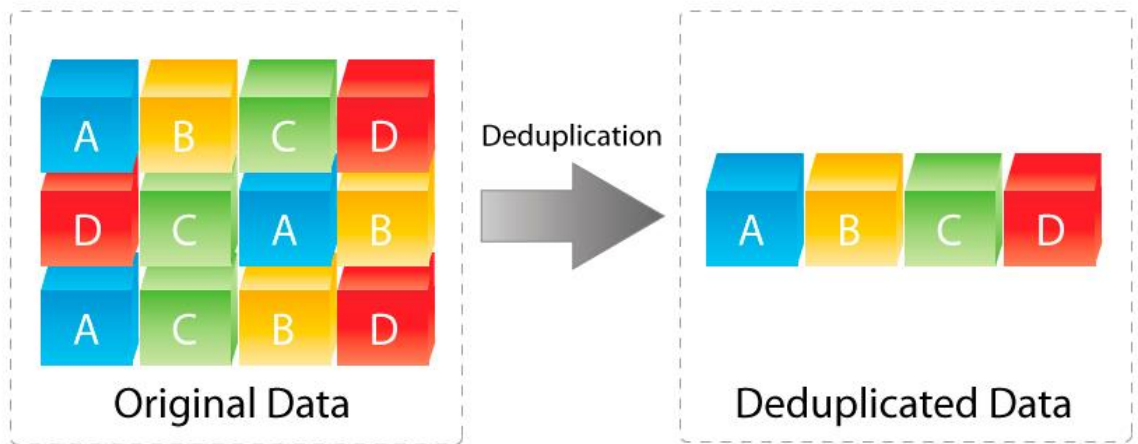 A B C D
D C A B
A C B D
Original Data
Deduplication
A B C D
Deduplicated Data